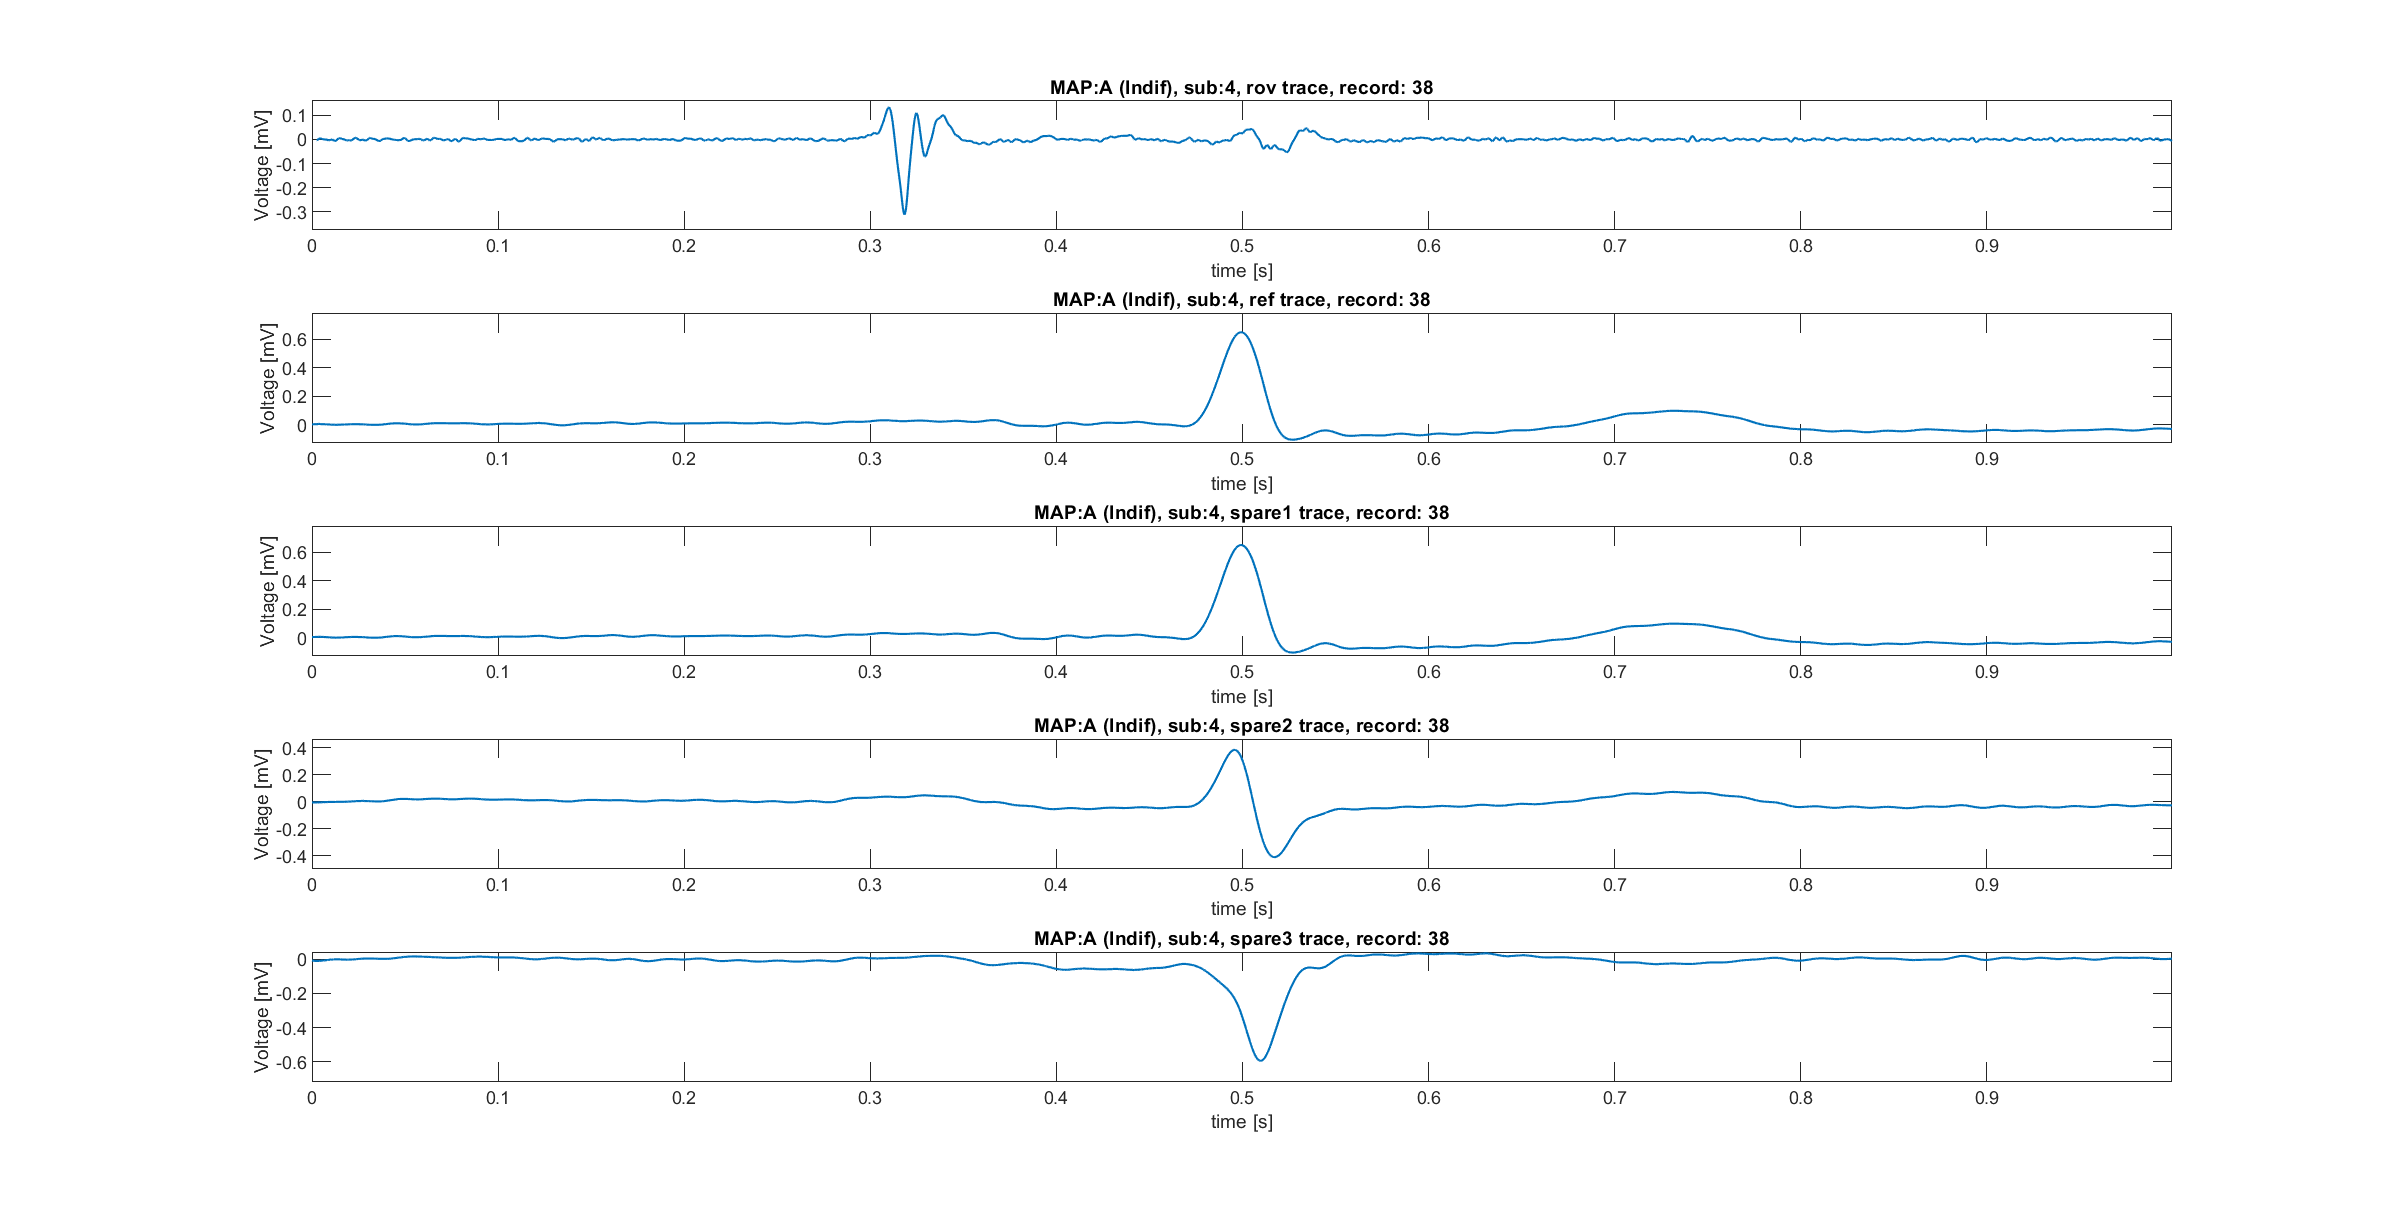 MAP:A (Indif), sub:4, rov trace, record: 38
Voltage [mV]
0.1
0
-0.1
-0.2
-0.3
0 0.1 0.2 0.3 0.4 0.5 0.6 0.7 0.8 0.9
time [s]
MAP:A (Indif), sub:4, ref trace, record: 38
Voltage [mV]
0.6
0.4
0.2
0
0 0.1 0.2 0.3 0.4 0.5 0.6 0.7 0.8 0.9
time [s]
MAP:A (Indif), sub:4, spare1 trace, record: 38
Voltage [mV]
0.6
0.4
0.2
0
0 0.1 0.2 0.3 0.4 0.5 0.6 0.7 0.8 0.9
time [s]
MAP:A (Indif), sub:4, spare2 trace, record: 38
Voltage [mV]
0.4
0.2
0
-0.2
-0.4
0 0.1 0.2 0.3 0.4 0.5 0.6 0.7 0.8 0.9
time [s]
MAP:A (Indif), sub:4, spare3 trace, record: 38
Voltage [mV]
0
-0.2
-0.4
-0.6
0 0.1 0.2 0.3 0.4 0.5 0.6 0.7 0.8 0.9
time [s]